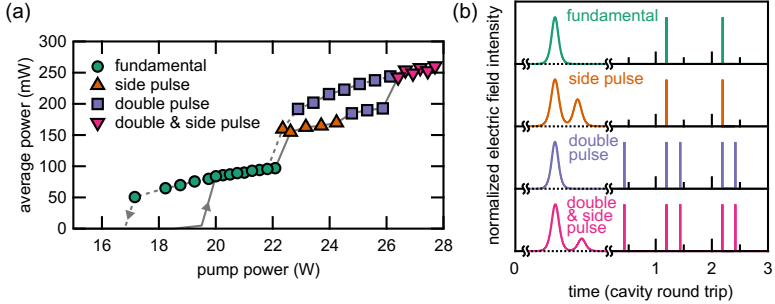 (a)
300
250
200
150
100
50
0
average power (mW)
fundamental
side pulse
double pulse
double & side pulse
16 18 20 22 24 26 28
pump power (W)
(b)
normalized electric field intensity
fundamental
side pulse
double
pulse
double
& side
pulse
0 1 2 3
time (cavity round trip)